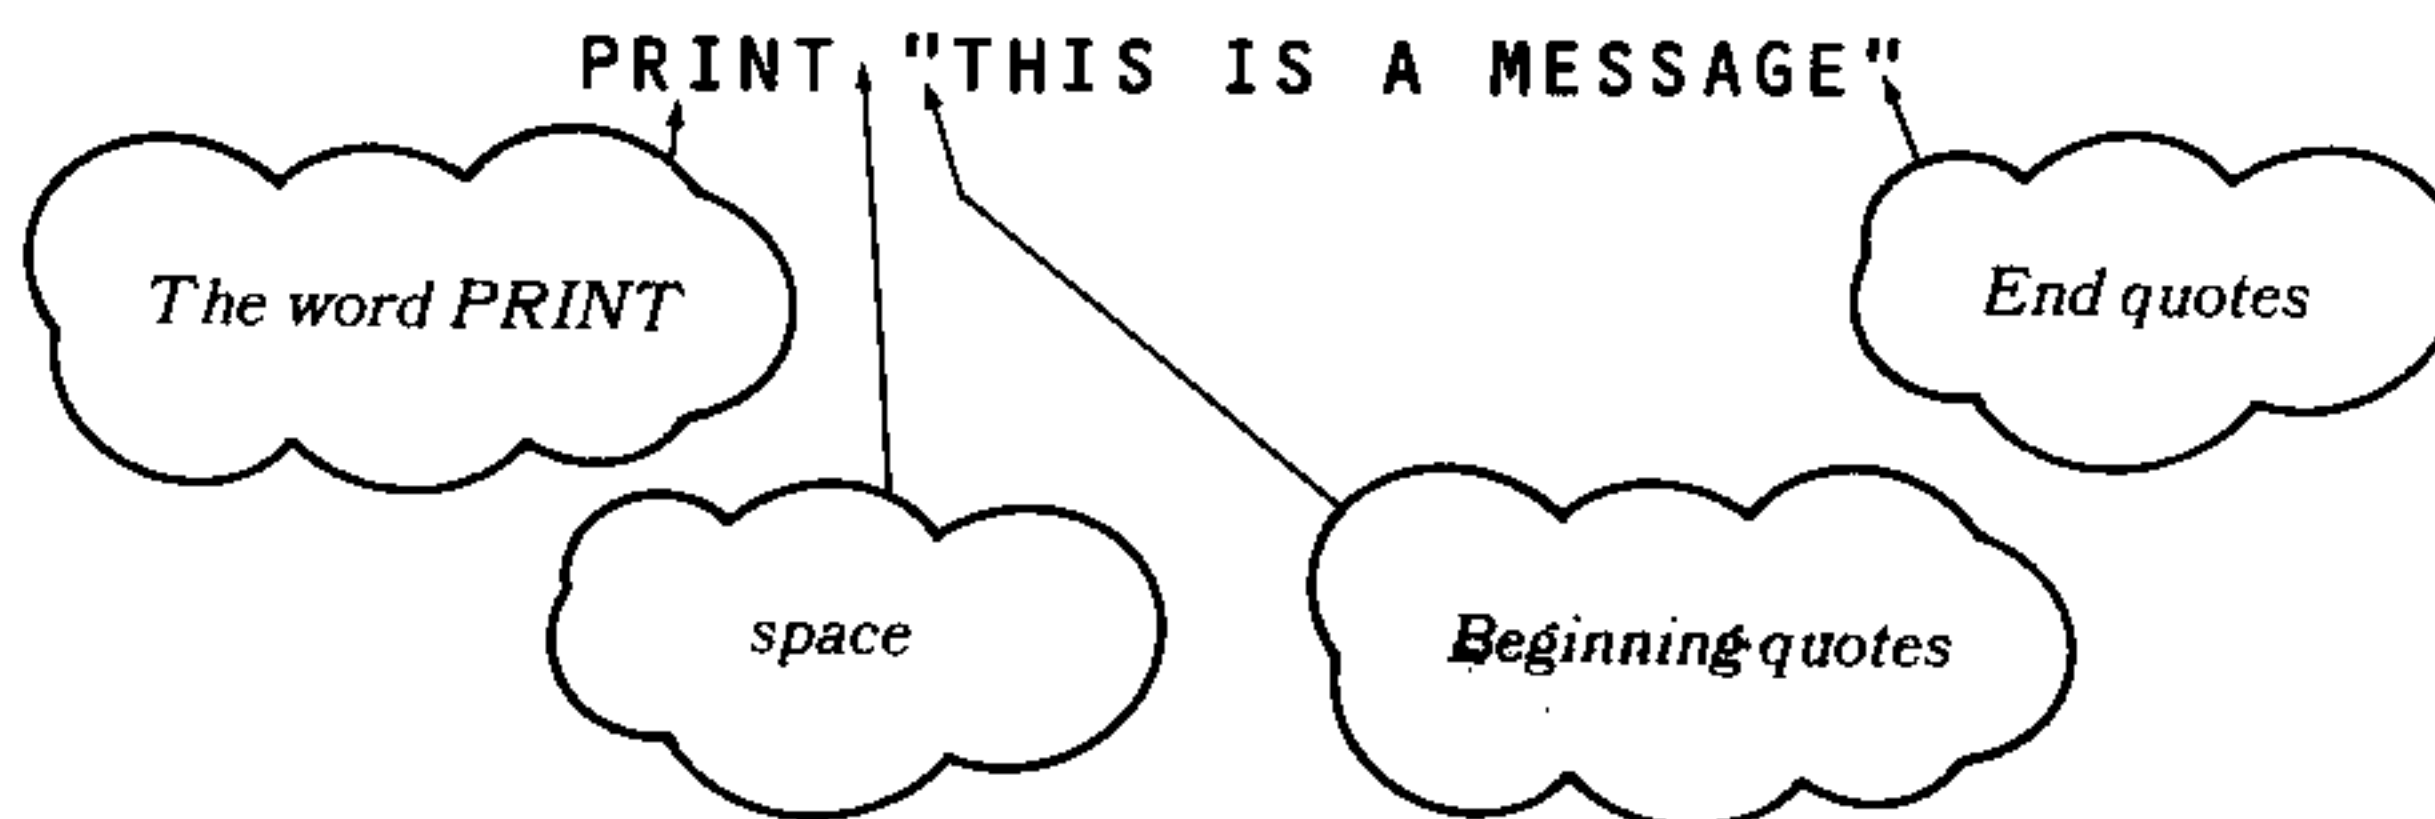 PRINT "THIS IS A MESSAGE"
The word PRINT
End quotes
space
Beginning quotes